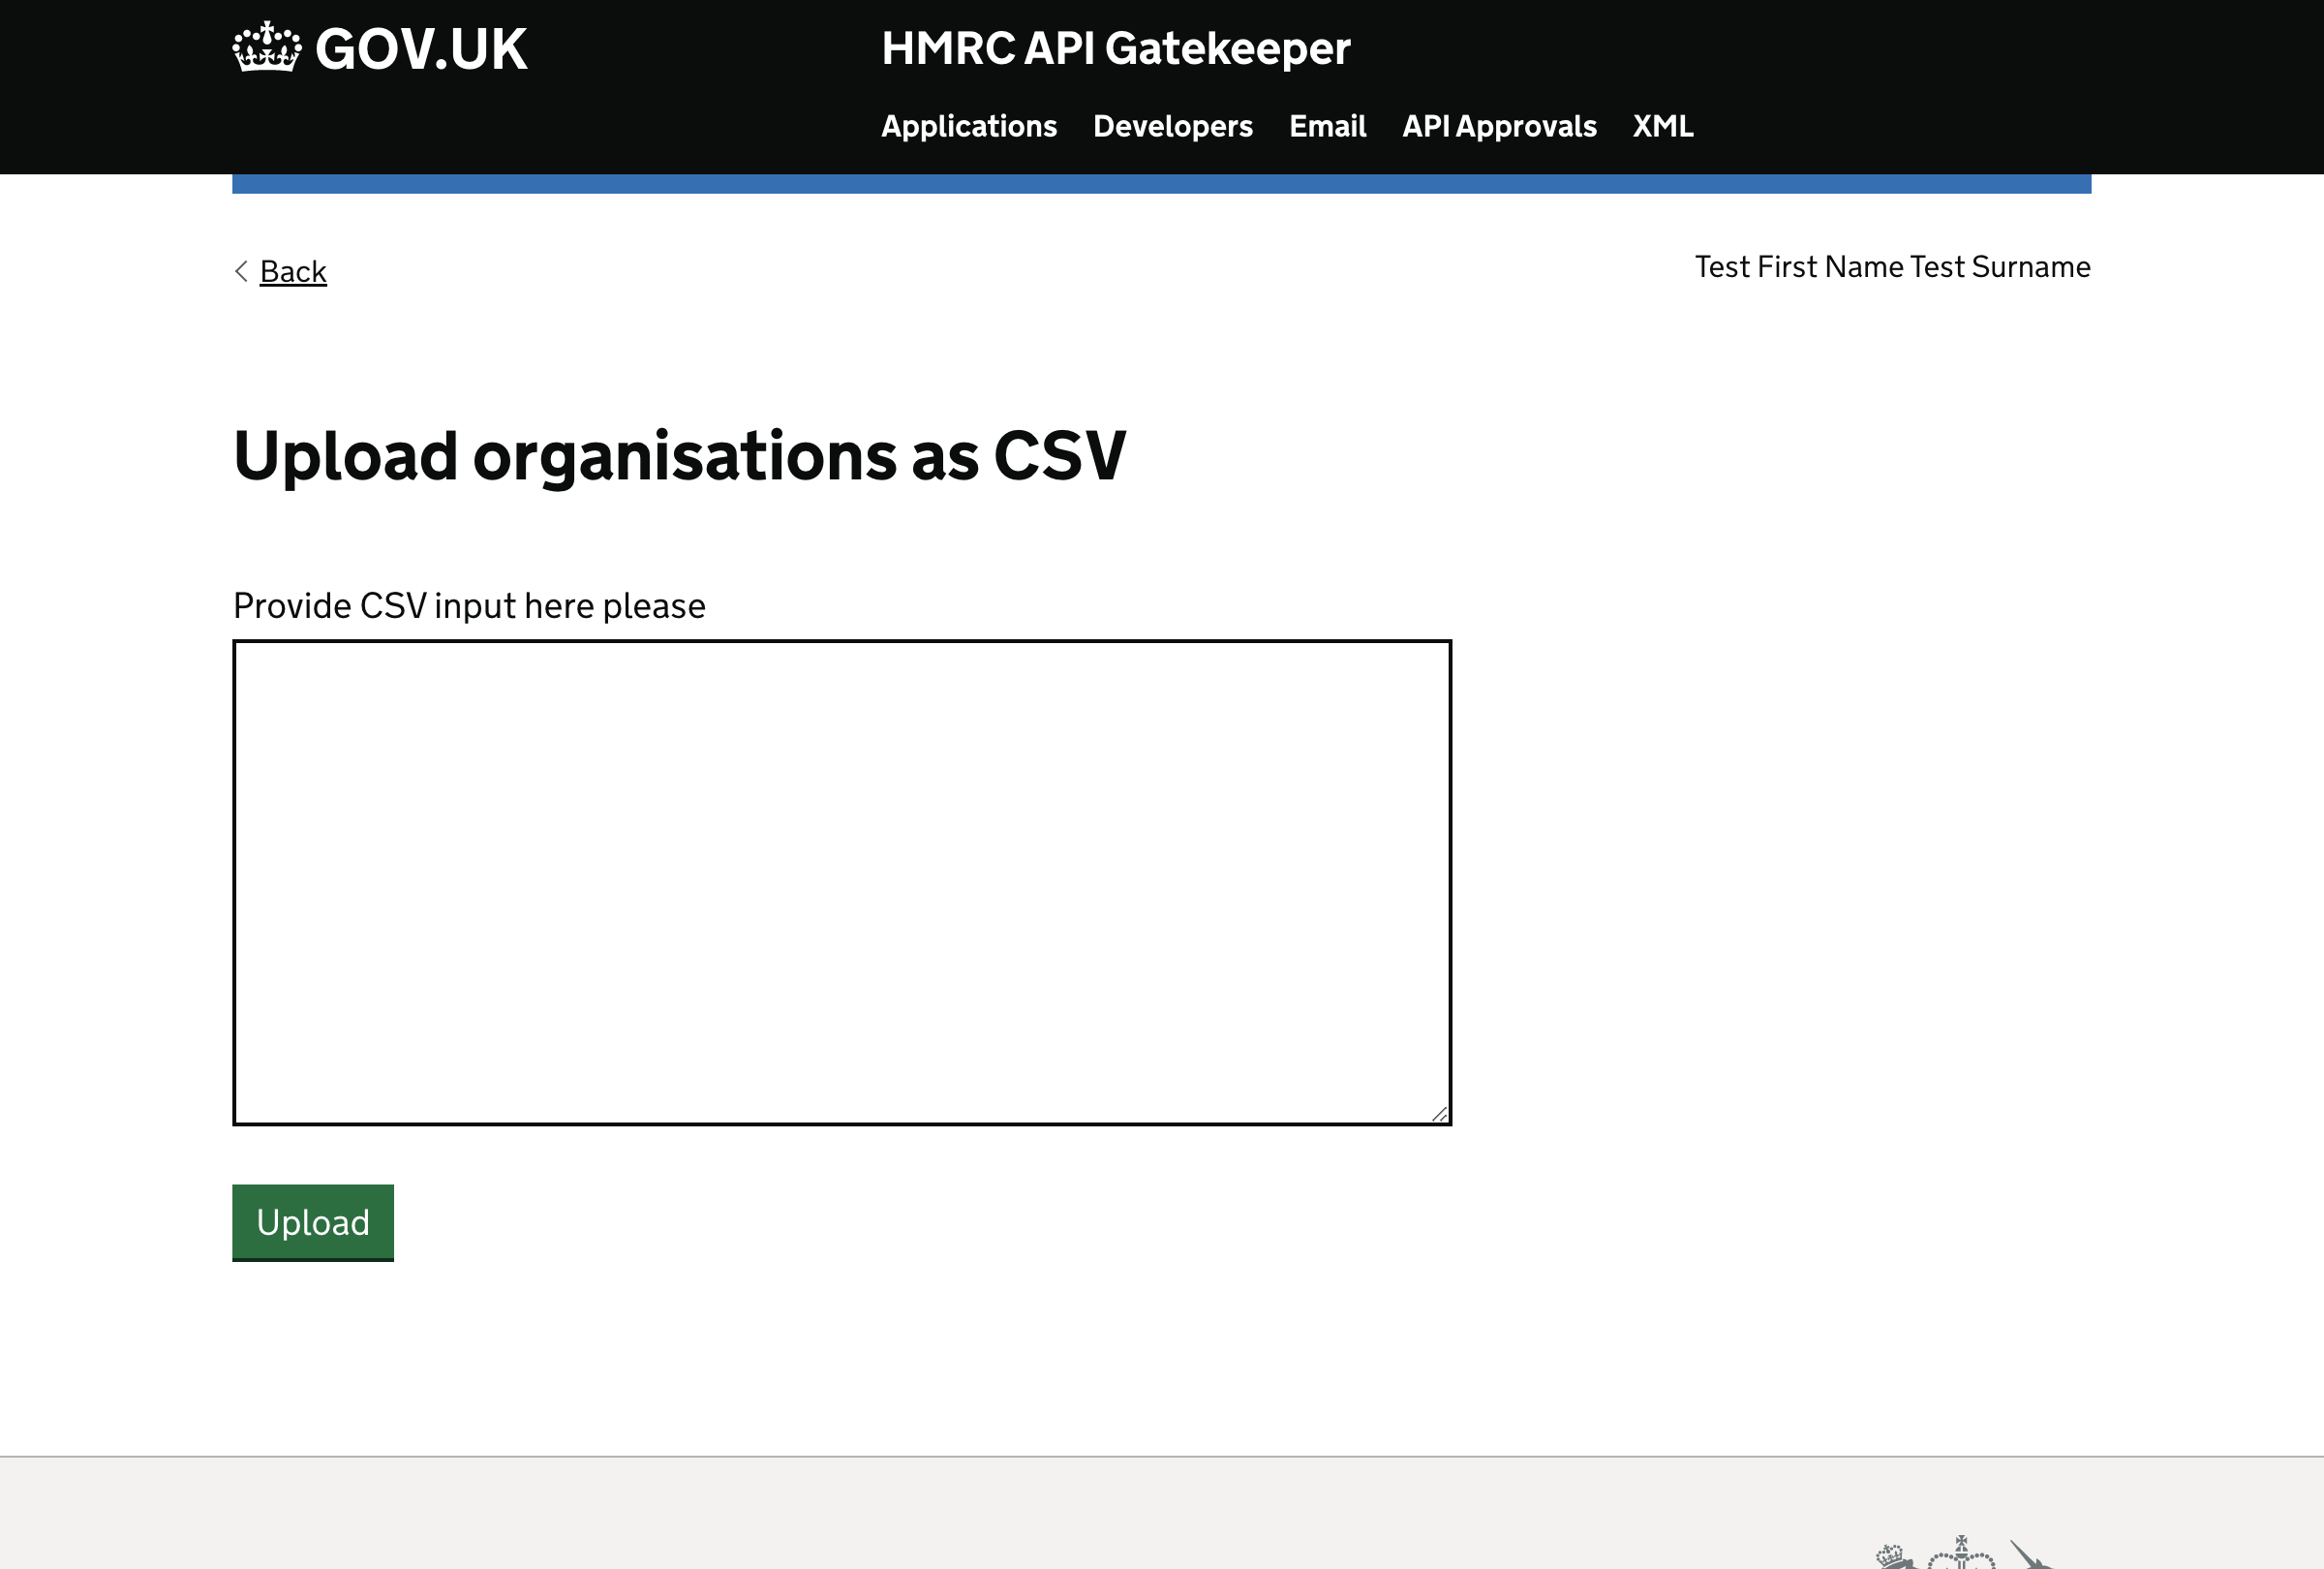 GOV.UK
HMRC API Gatekeeper
Applications Developers Email API Approvals XML
Back
Test First Name Test Surname
Upload organisations as CSV
Provide CSV input here please
Upload